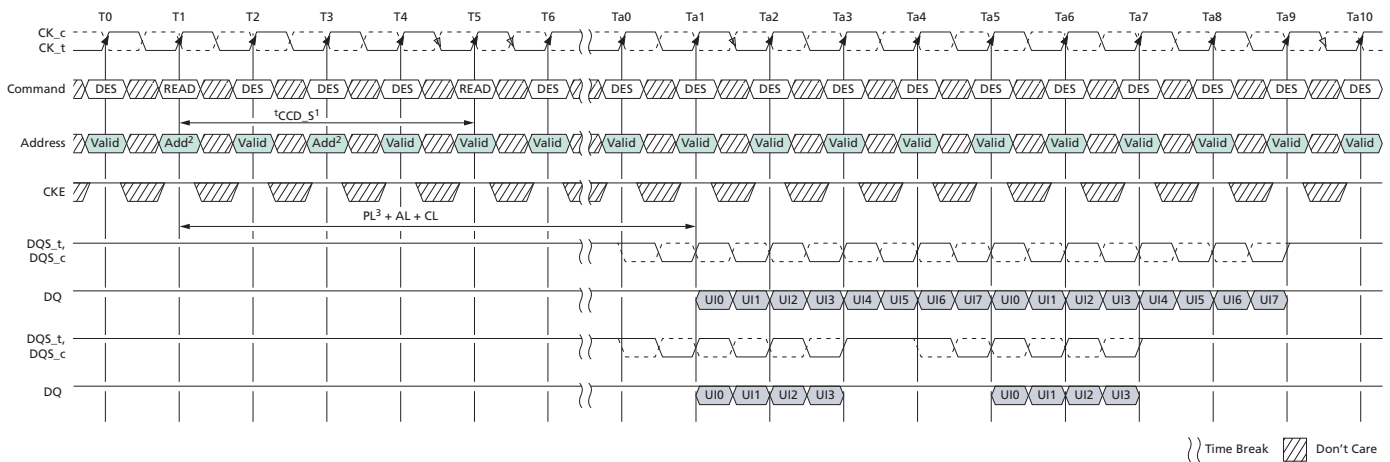 T0 T1 T2 T3 T4 T5 T6 Ta0 Ta1 Ta2 Ta3 Ta4 Ta5 Ta6 Ta7 Ta8 Ta9 Ta10
CK_c
CK_t
Command DES READ DES DES DES READ DES DES DES DES DES DES DES DES DES DES DES DES
tCCD_S1
Address Valid Add2 Valid Add2 Valid Valid Valid Valid Valid Valid Valid Valid Valid Valid Valid Valid Valid Valid
CKE
PL3 + AL + CL
DQS_t,
DQS_c
DQ UI0 UI1 UI2 UI3 UI4 UI5 UI6 UI7 UI0 UI1 UI2 UI3 UI4 UI5 UI6 UI7
DQS_t,
DQS_c
DQ UI0 UI1 UI2 UI3 UI0 UI1 UI2 UI3
Time Break Don't Care